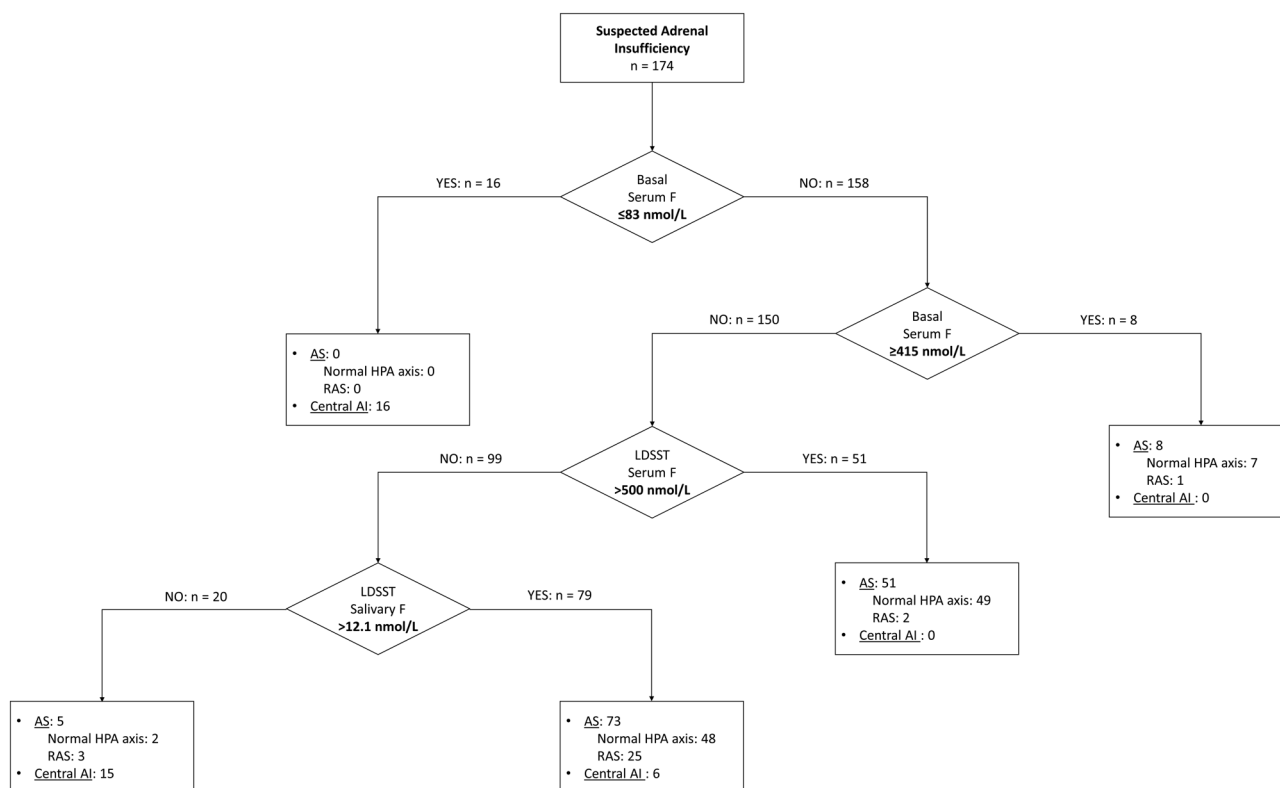 Suspected Adrenal
Insufficiency
n = 174
YES: n = 16
Basal
Serum F
≤83 nmol/L
NO: n = 158
NO: n = 150
Basal
Serum F
≥415 nmol/L
YES: n = 8
• AS: 0
Normal HPA axis: 0
RAS: 0
• Central AI: 16
• AS: 8
Normal HPA axis: 7
RAS: 1
• Central AI : 0
NO: n = 99
LDSST
Serum F
>500 nmol/L
YES: n = 51
NO: n = 20
LDSST
Salivary F
>12.1 nmol/L
YES: n = 79
• AS: 51
Normal HPA axis: 49
RAS: 2
• Central AI : 0
• AS: 5
Normal HPA axis: 2
RAS: 3
• Central AI: 15
• AS: 73
Normal HPA axis: 48
RAS: 25
• Central AI : 6